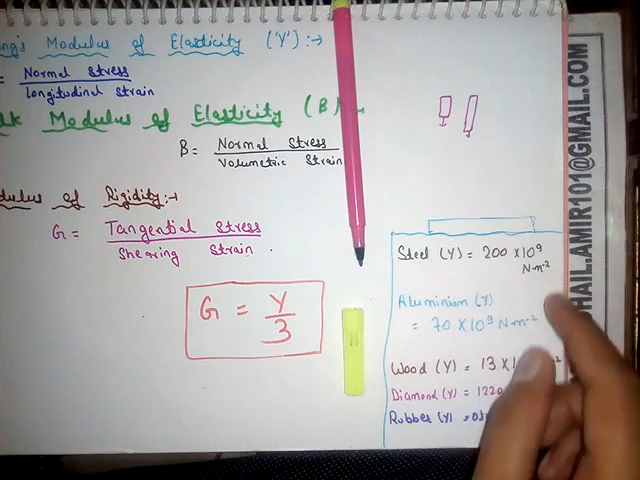 ng's Modulus of Elasticity ('Y') :→
= Normal Stress
longitudinal Strain
lk Modulus of Elasticity (B)
B = Normal Stress
Volumetric Strain
dulus of Rigidity:→
G = Tangential Stress
Shearing Strain.
G = Y
3
Steel (Y) = 200 × 10⁹
N-m⁻²
Aluminium (Y)
= 70 × 10⁹ N-m⁻²
Wood (Y) = 13 × 1
Diamond (Y) = 1220
Rubber (Y) =
HAIL.AMIR101@GMAIL.COM